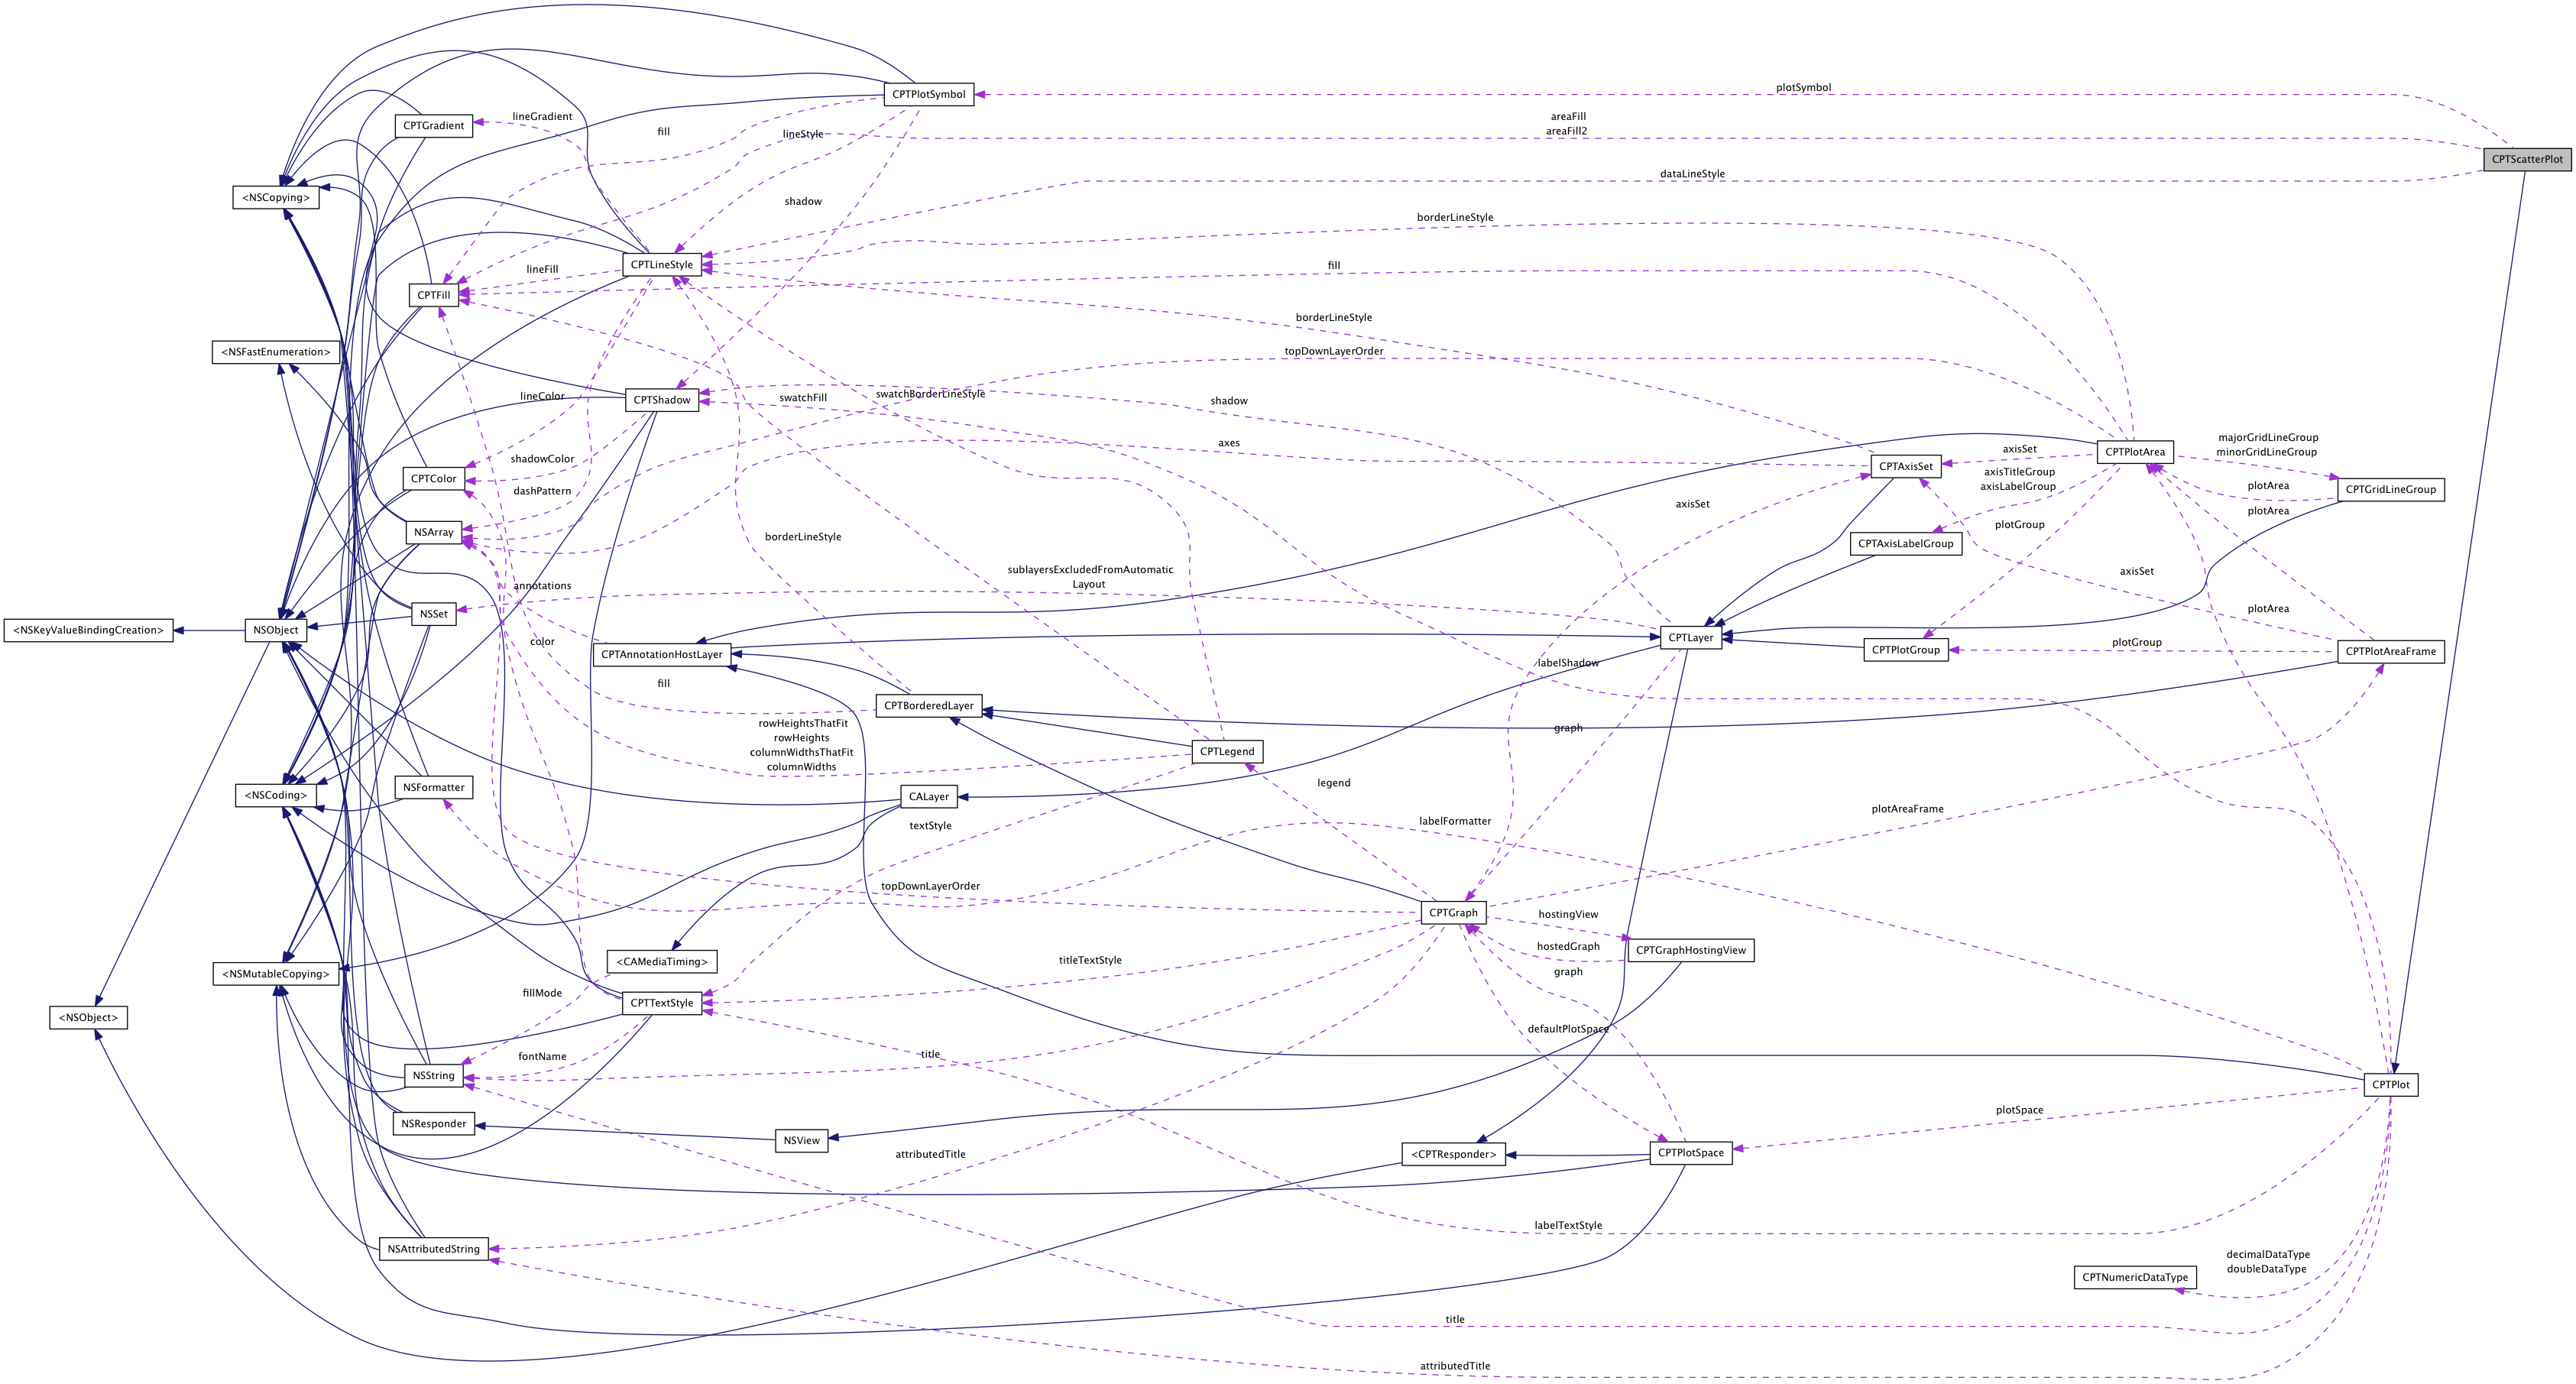 CPTPlotSymbol
plotSymbol
CPTGradient
lineGradient
fill
lineStyle
areaFill
areaFill2
CPTScatterPlot
dataLineStyle
<NSCopying>
shadow
borderLineStyle
CPTLineStyle
lineFill
fill
CPTFill
borderLineStyle
<NSFastEnumeration>
topDownLayerOrder
lineColor
CPTShadow
swatchFill
swatchBorderLineStyle
shadow
axes
majorGridLineGroup
minorGridLineGroup
CPTPlotArea
axisSet
shadowColor
CPTColor
CPTAxisSet
axisTitleGroup
axisLabelGroup
plotArea
CPTGridLineGroup
dashPattern
axisSet
plotArea
NSArray
plotGroup
borderLineStyle
CPTAxisLabelGroup
sublayersExcludedFromAutomatic
Layout
axisSet
annotations
plotArea
NSSet
<NSKeyValueBindingCreation>
NSObject
color
CPTAnnotationHostLayer
CPTLayer
plotGroup
CPTPlotGroup
CPTPlotAreaFrame
labelShadow
fill
CPTBorderedLayer
rowHeightsThatFit
rowHeights
columnWidthsThatFit
columnWidths
graph
CPTLegend
legend
<NSCoding>
NSFormatter
CALayer
plotAreaFrame
textStyle
labelFormatter
topDownLayerOrder
CPTGraph
hostingView
hostedGraph
CPTGraphHostingView
<CAMediaTiming>
titleTextStyle
graph
<NSMutableCopying>
fillMode
CPTTextStyle
<NSObject>
defaultPlotSpace
fontName
title
NSString
CPTPlot
plotSpace
NSResponder
NSView
attributedTitle
<CPTResponder>
CPTPlotSpace
labelTextStyle
NSAttributedString
decimalDataType
doubleDataType
CPTNumericDataType
title
attributedTitle